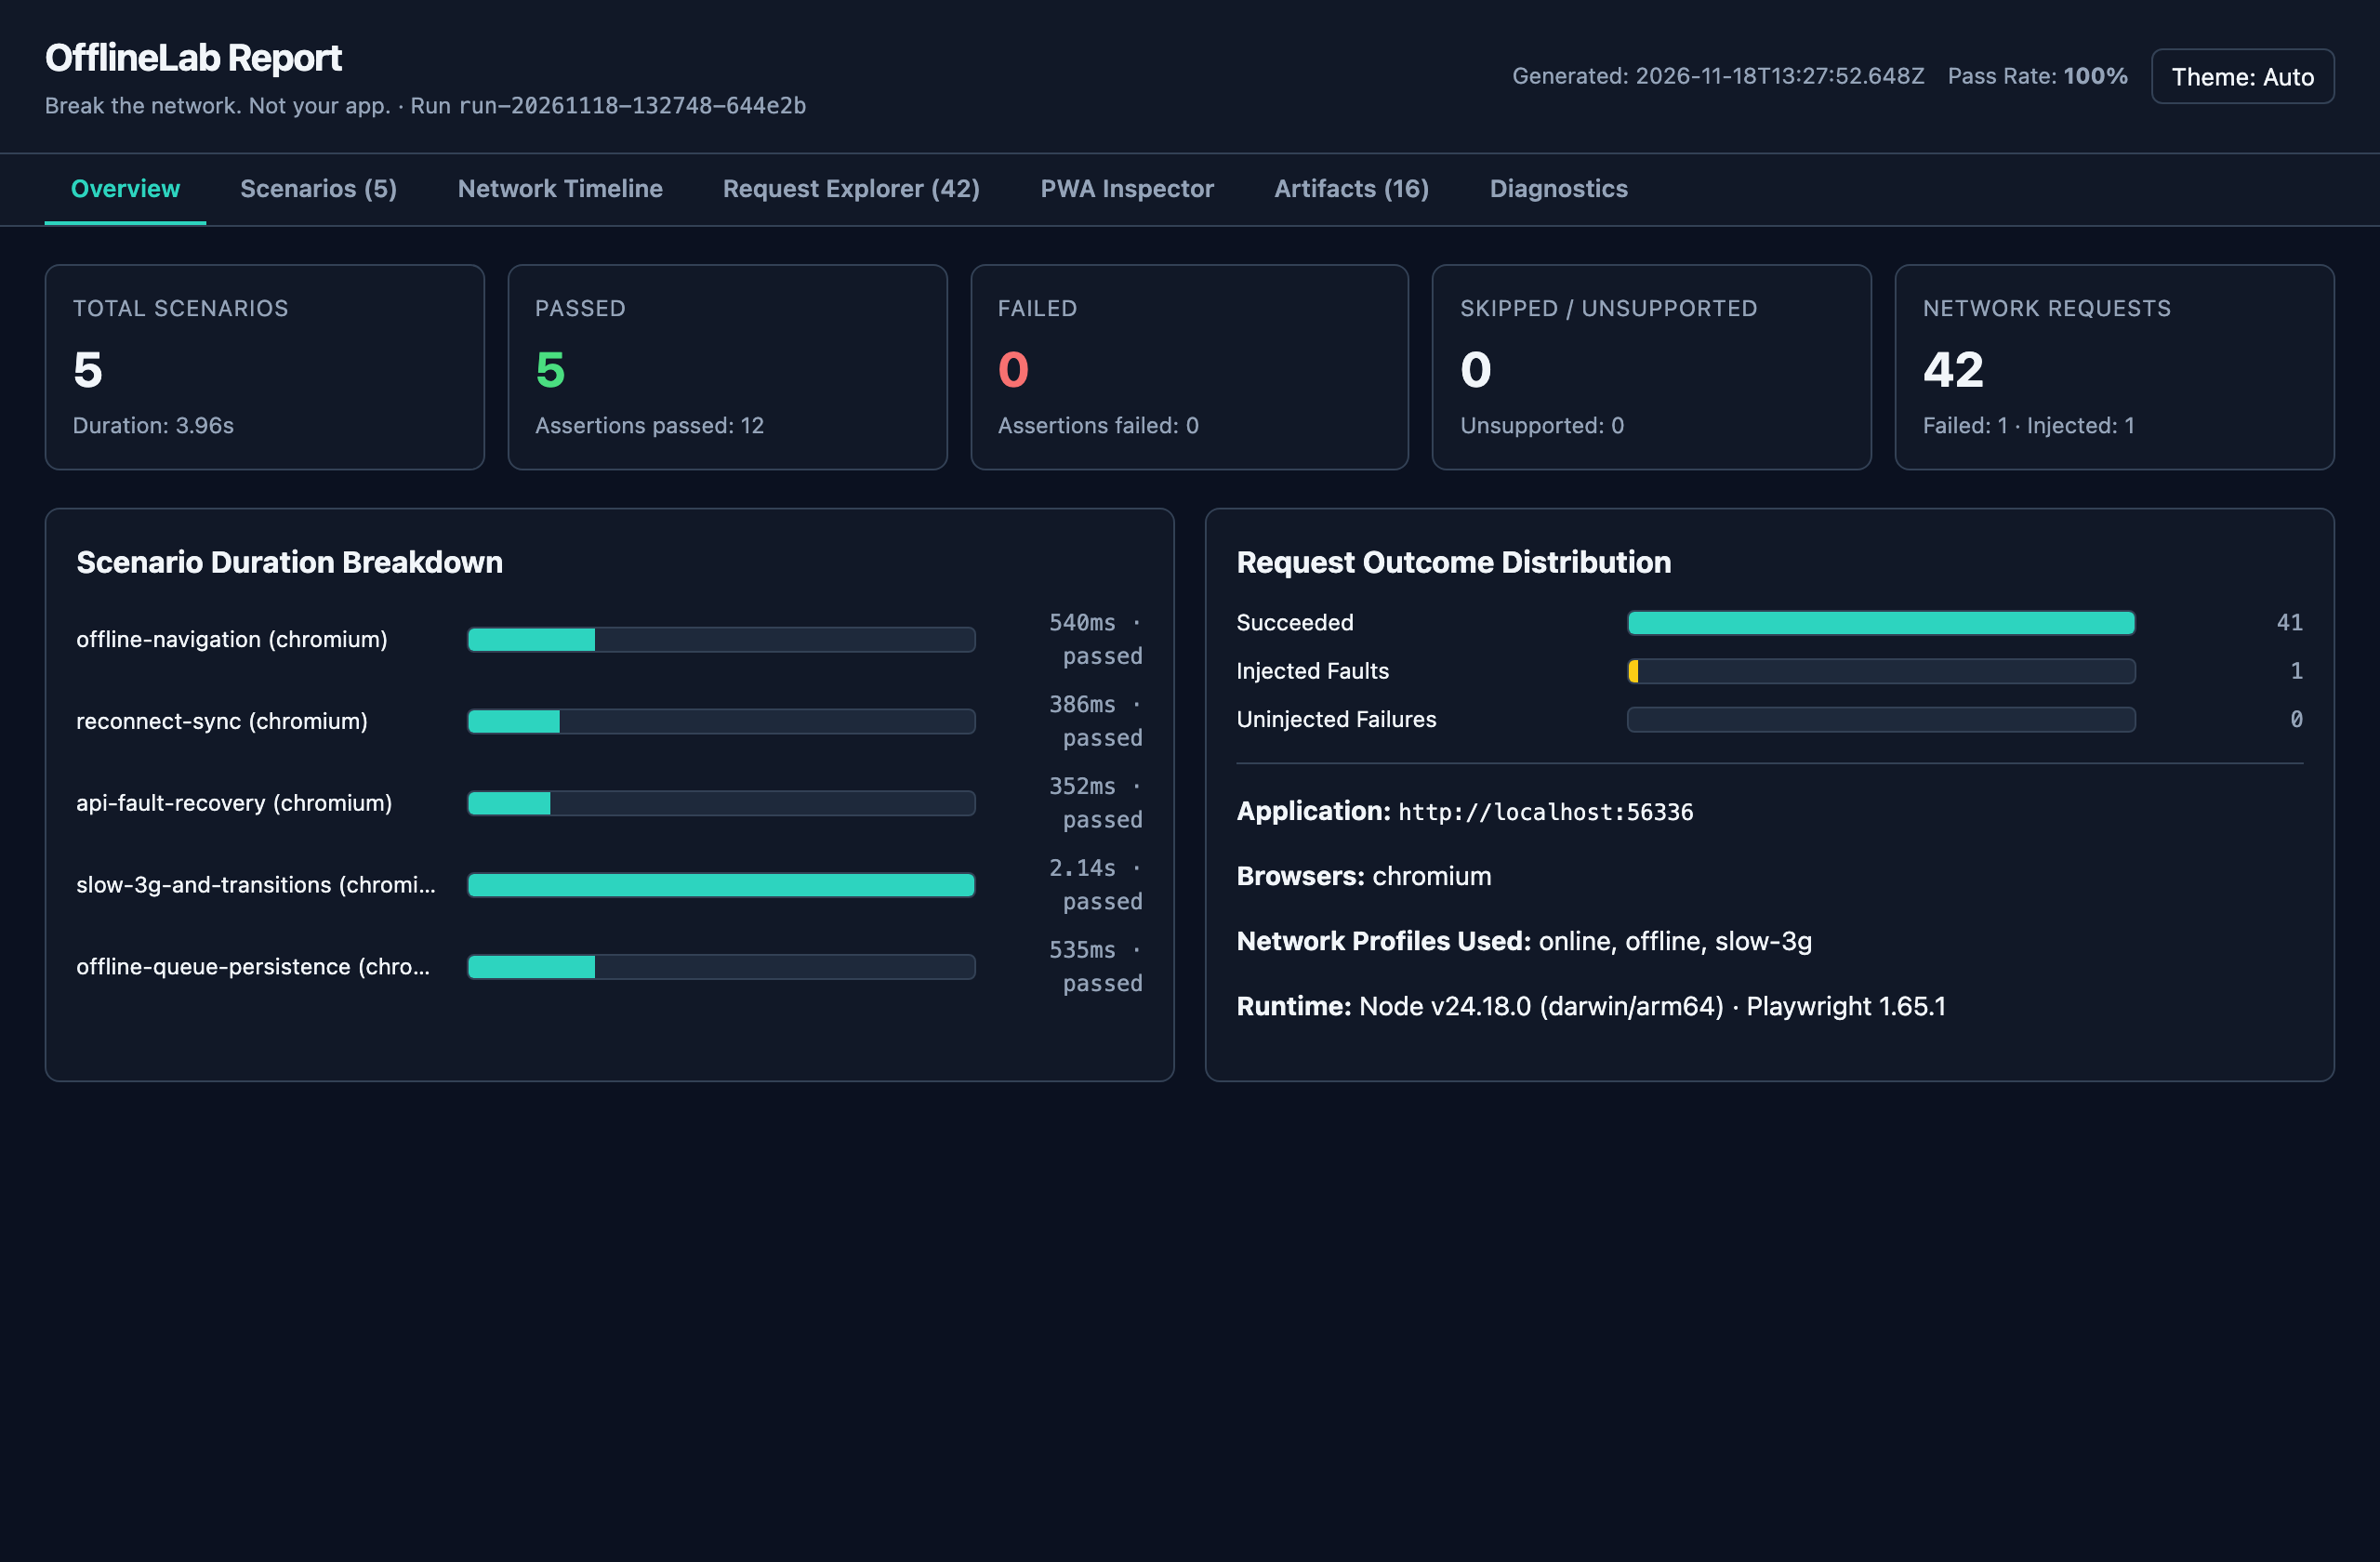 OfflineLab Report
Break the network. Not your app. · Run run-20261118-132748-644e2b
Generated: 2026-11-18T13:27:52.648Z Pass Rate: 100% Theme: Auto
Overview Scenarios (5) Network Timeline Request Explorer (42) PWA Inspector Artifacts (16) Diagnostics
TOTAL SCENARIOS
5
Duration: 3.96s
PASSED
5
Assertions passed: 12
FAILED
0
Assertions failed: 0
SKIPPED / UNSUPPORTED
0
Unsupported: 0
NETWORK REQUESTS
42
Failed: 1 · Injected: 1
Scenario Duration Breakdown
offline-navigation (chromium) 540ms ·
passed
reconnect-sync (chromium) 386ms ·
passed
api-fault-recovery (chromium) 352ms ·
passed
slow-3g-and-transitions (chromi... 2.14s ·
passed
offline-queue-persistence (chro... 535ms ·
passed
Request Outcome Distribution
Succeeded 41
Injected Faults 1
Uninjected Failures 0
Application: http://localhost:56336
Browsers: chromium
Network Profiles Used: online, offline, slow-3g
Runtime: Node v24.18.0 (darwin/arm64) · Playwright 1.65.1